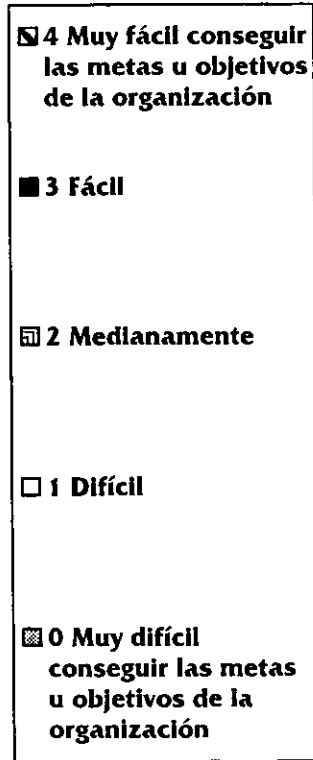 4 Muy fácil conseguir
las metas u objetivos
de la organización
3 Fácil
2 Medianamente
1 Difícil
0 Muy difícil
conseguir las metas
u objetivos de la
organización